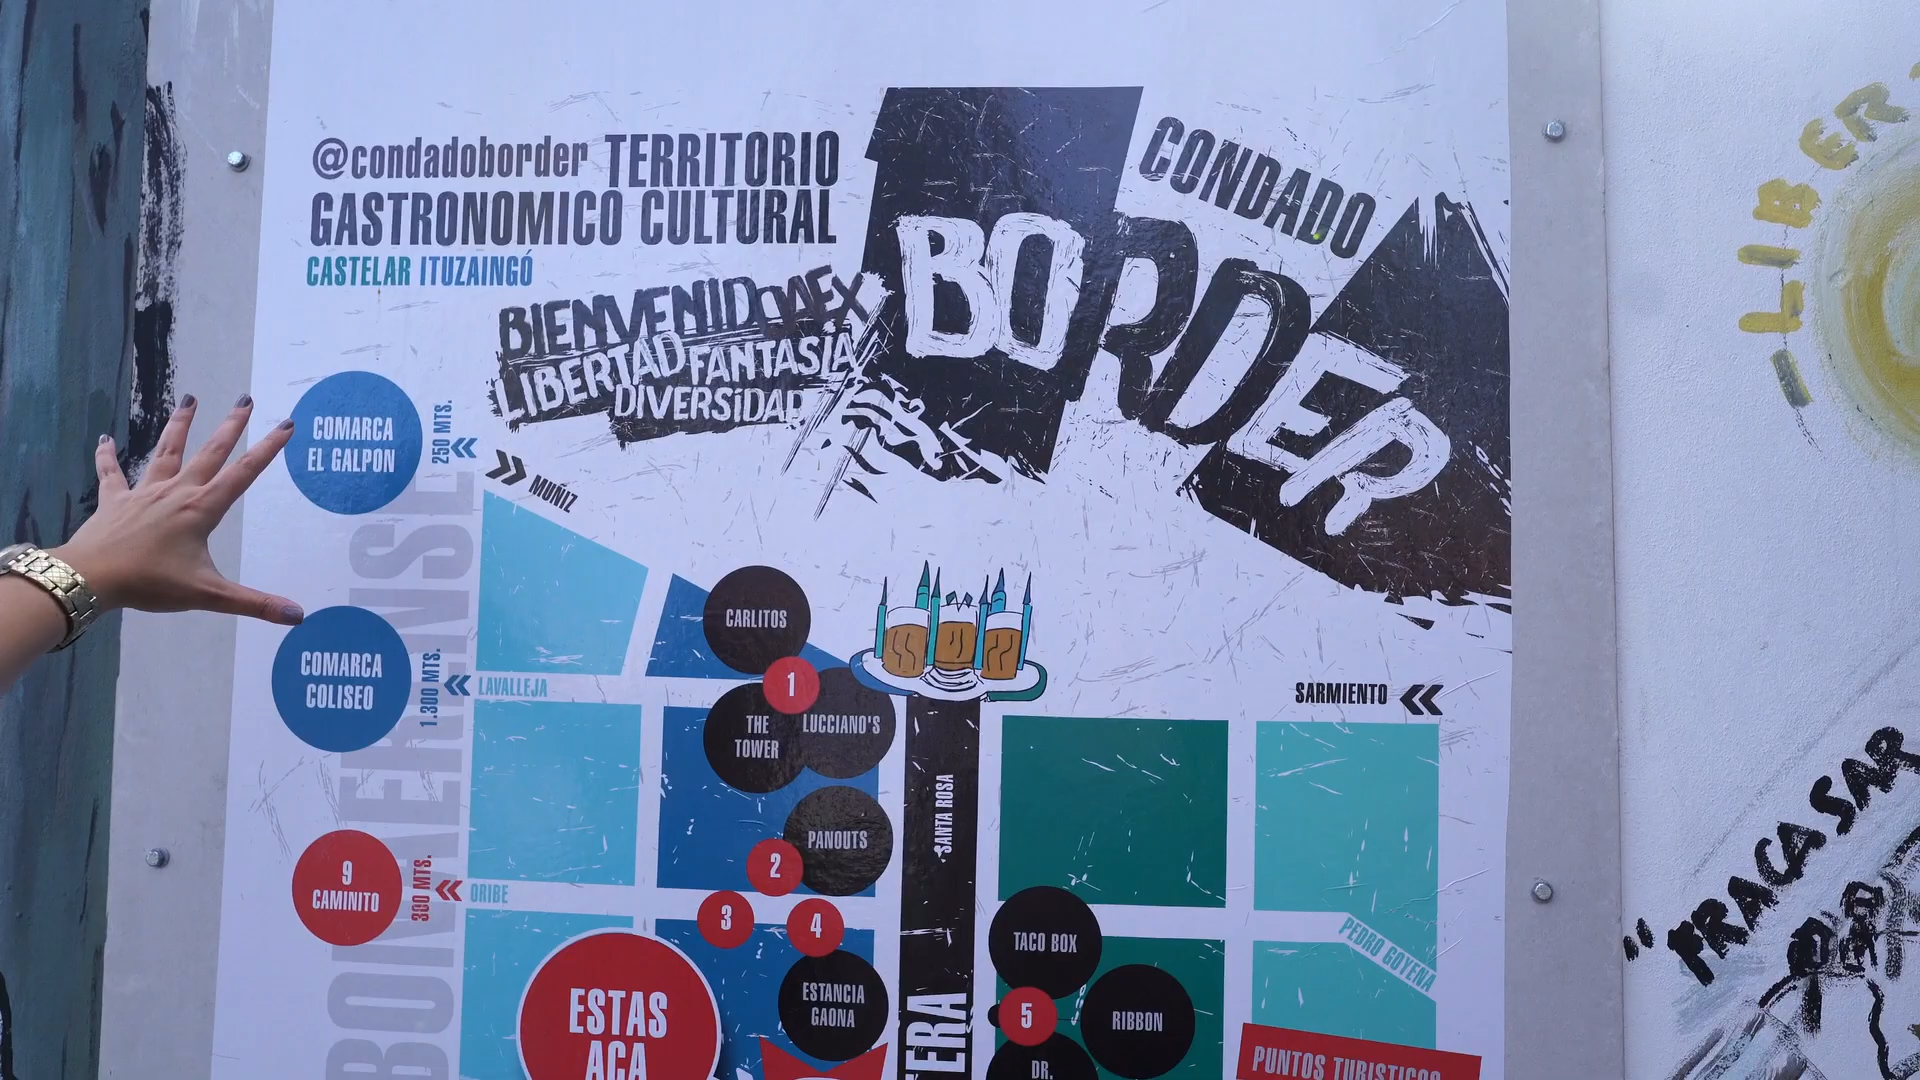 @condadoborder TERRITORIO
GASTRONOMICO CULTURAL
CASTELAR ITUZAINGÓ
BIENVENIDOAEX
LIBERTAD FANTASÍA
DIVERSIDAD
CONDADO
BORDER
COMARCA
EL GALPON
250 MTS.
MUÑIZ
CARLITOS
COMARCA
COLISEO
1.300 MTS.
LAVALLEJA
1
THE
TOWER
LUCCIANO'S
SARMIENTO
SANTA ROSA
PANOUTS
2
9
CAMINITO
300 MTS.
ORIBE
3
4
TACO BOX
PEDRO GOYENA
ESTANCIA
GAONA
ESTAS
ACA
5
RIBBON
DR.
PUNTOS TURISTICOS
"FRACASAR